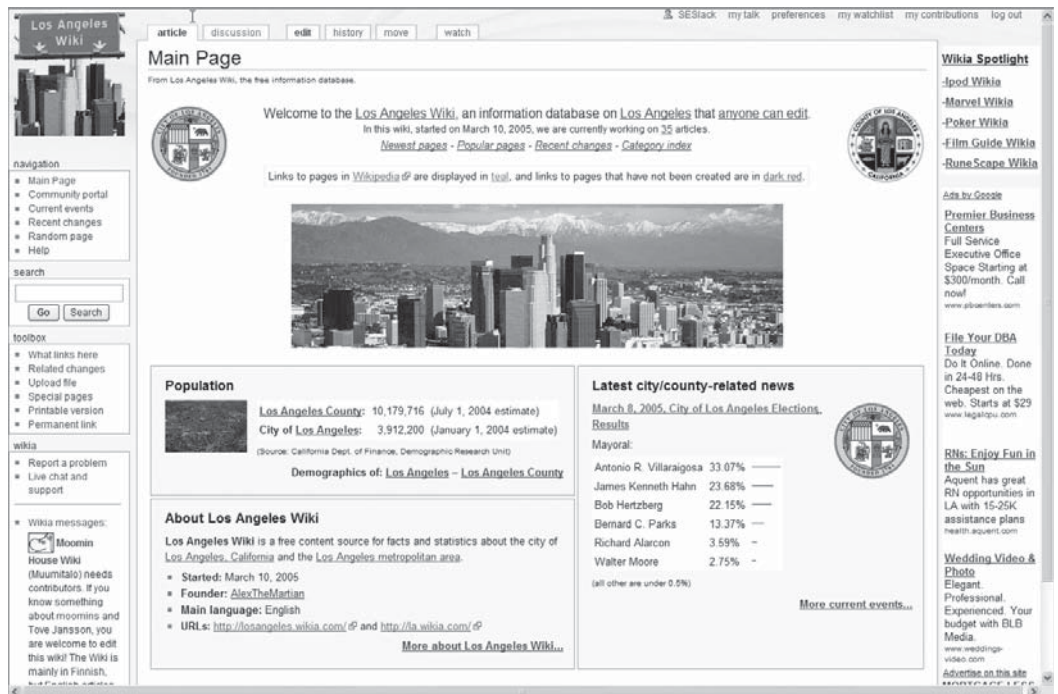 Los Angeles
Wiki
SESlack my talk preferences my watchlist my contributions log out
article discussion edit history move watch
Main Page
From Los Angeles Wiki, the free information database.
Welcome to the Los Angeles Wiki, an information database on Los Angeles that anyone can edit.
In this wiki, started on March 10, 2005, we are currently working on 35 articles.
Newest pages - Popular pages - Recent changes - Category index
Links to pages in Wikipedia are displayed in teal, and links to pages that have not been created are in dark red.
navigation
Main Page
Community portal
Current events
Recent changes
Random page
Help
search
Go Search
toolbox
What links here
Related changes
Upload file
Special pages
Printable version
Permanent link
wikia
Report a problem
Live chat and
support
Wikia messages:
Moomin
House Wiki
(Muumitalo) needs
contributors. If you
know something
about moomins and
Tove Jansson, you
are welcome to edit
this wiki! The Wiki is
mainly in Finnish,
but English articles
Population
Los Angeles County: 10,179,716 (July 1, 2004 estimate)
City of Los Angeles: 3,912,200 (January 1, 2004 estimate)
(Source: California Dept. of Finance, Demographic Research Unit)
Demographics of: Los Angeles – Los Angeles County
About Los Angeles Wiki
Los Angeles Wiki is a free content source for facts and statistics about the city of
Los Angeles, California and the Los Angeles metropolitan area.
Started: March 10, 2005
Founder: AlexTheMartian
Main language: English
URLs: http://losangeles.wikia.com/ and http://la.wikia.com/
More about Los Angeles Wiki...
Latest city/county-related news
March 8, 2005, City of Los Angeles Elections,
Results
Mayoral:
Antonio R. Villaraigosa 33.07%
James Kenneth Hahn 23.68%
Bob Hertzberg 22.15%
Bernard C. Parks 13.37%
Richard Alarcon 3.59%
Walter Moore 2.75%
(all other are under 0.5%)
More current events...
Wikia Spotlight
-Ipod Wikia
-Marvel Wikia
-Poker Wikia
-Film Guide Wikia
-RuneScape Wikia
Ads by Google
Premier Business
Centers
Full Service
Executive Office
Space Starting at
$300/month. Call
now!
www.pbcenters.com
File Your DBA
Today
Do It Online. Done
in 24-48 Hrs.
Cheapest on the
web. Starts at $29
www.legalqpu.com
RNs: Enjoy Fun in
the Sun
Aquent has great
RN opportunities in
LA with 15-25K
assistance plans
health.aquent.com
Wedding Video &
Photo
Elegant.
Professional.
Experienced. Your
budget with BLB
Media.
www.weddings-
video.com
Advertise on this site